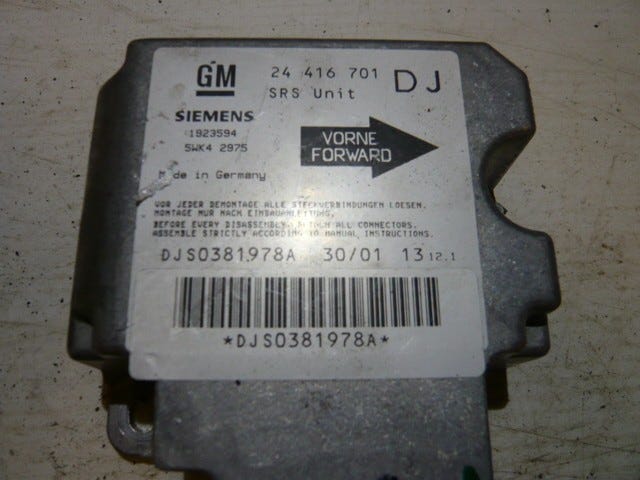 GM 24 416 701 DJ
SRS Unit
SIEMENS
1923594
5WK4 2975
VORNE
FORWARD
Made in Germany
VOR JEDER DEMONTAGE ALLE STECKVERBINDUNGEN LOESEN.
MONTAGE NUR NACH EINBAUANLEITUNG.
BEFORE EVERY DISASSEMBLY DETACH ALL CONNECTORS.
ASSEMBLE STRICTLY ACCORDING TO MANUAL INSTRUCTIONS.
DJS0381978A 30/01 13 12.1
*DJS0381978A*